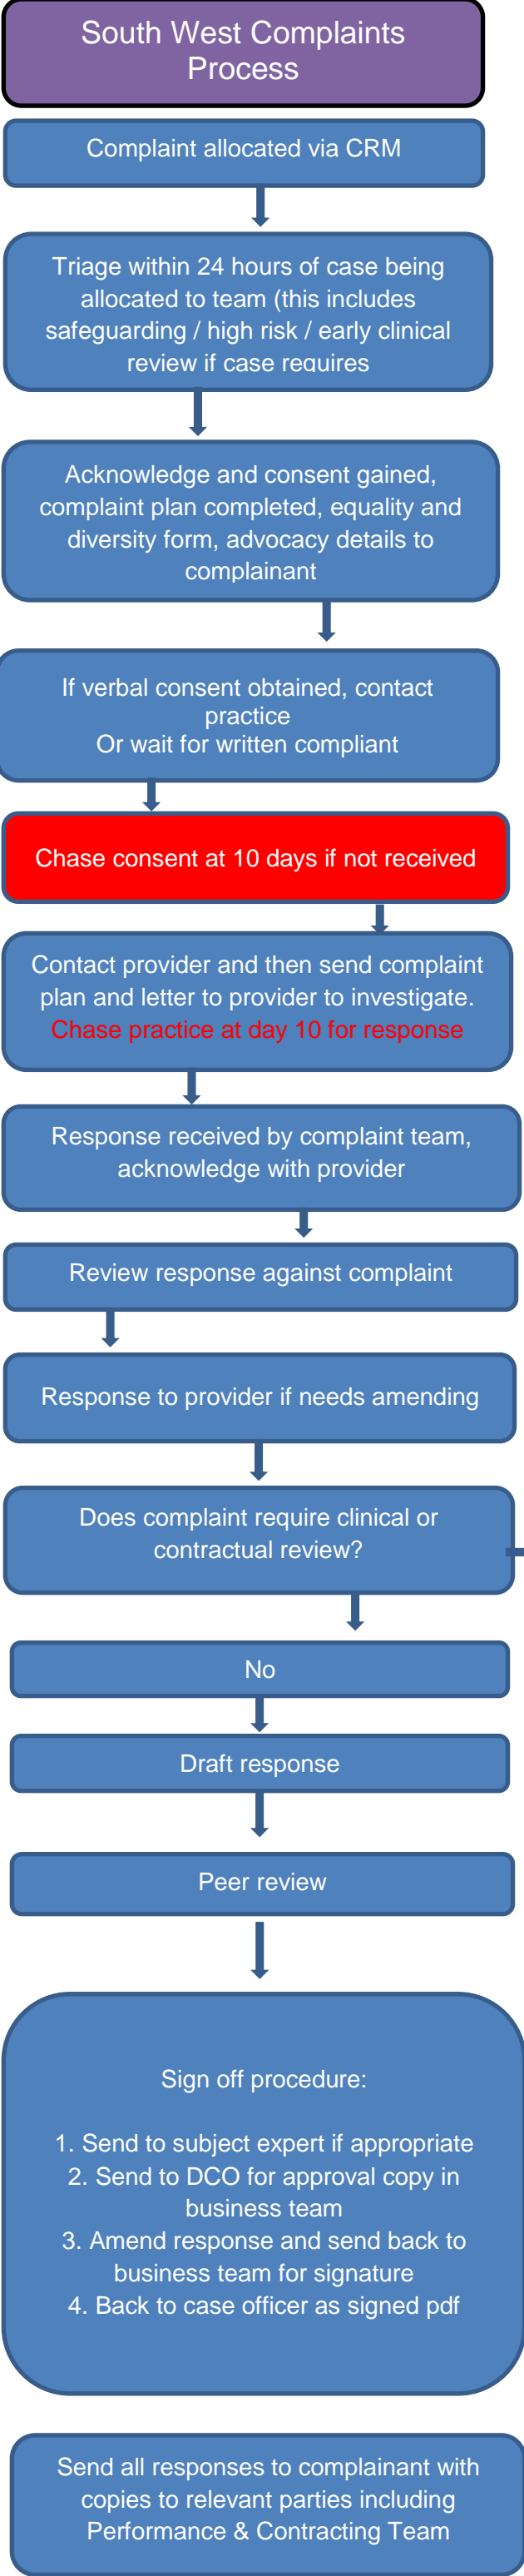 South West Complaints
Process
Complaint allocated via CRM
Triage within 24 hours of case being
allocated to team (this includes
safeguarding / high risk / early clinical
review if case requires
Acknowledge and consent gained,
complaint plan completed, equality and
diversity form, advocacy details to
complainant
If verbal consent obtained, contact
practice
Or wait for written compliant
Chase consent at 10 days if not received
Contact provider and then send complaint
plan and letter to provider to investigate.
Chase practice at day 10 for response
Response received by complaint team,
acknowledge with provider
Review response against complaint
Response to provider if needs amending
Does complaint require clinical or
contractual review?
No
Draft response
Peer review
Sign off procedure:
1. Send to subject expert if appropriate
2. Send to DCO for approval copy in
business team
3. Amend response and send back to
business team for signature
4. Back to case officer as signed pdf
Send all responses to complainant with
copies to relevant parties including
Performance & Contracting Team